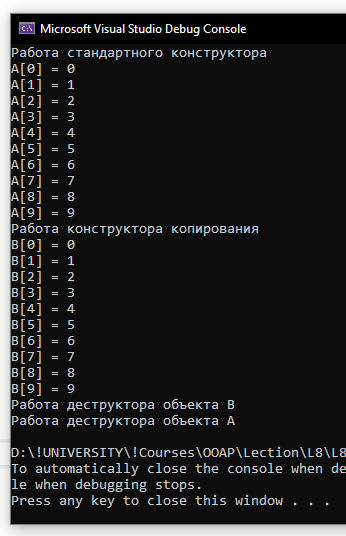 Microsoft Visual Studio Debug Console
Работа стандартного конструктора
A[0] = 0
A[1] = 1
A[2] = 2
A[3] = 3
A[4] = 4
A[5] = 5
A[6] = 6
A[7] = 7
A[8] = 8
A[9] = 9
Работа конструктора копирования
B[0] = 0
B[1] = 1
B[2] = 2
B[3] = 3
B[4] = 4
B[5] = 5
B[6] = 6
B[7] = 7
B[8] = 8
B[9] = 9
Работа деструктора объекта B
Работа деструктора объекта A
D:\!UNIVERSITY\!Courses\OOAP\Lection\L8\L8
To automatically close the console when de
le when debugging stops.
Press any key to close this window . . .